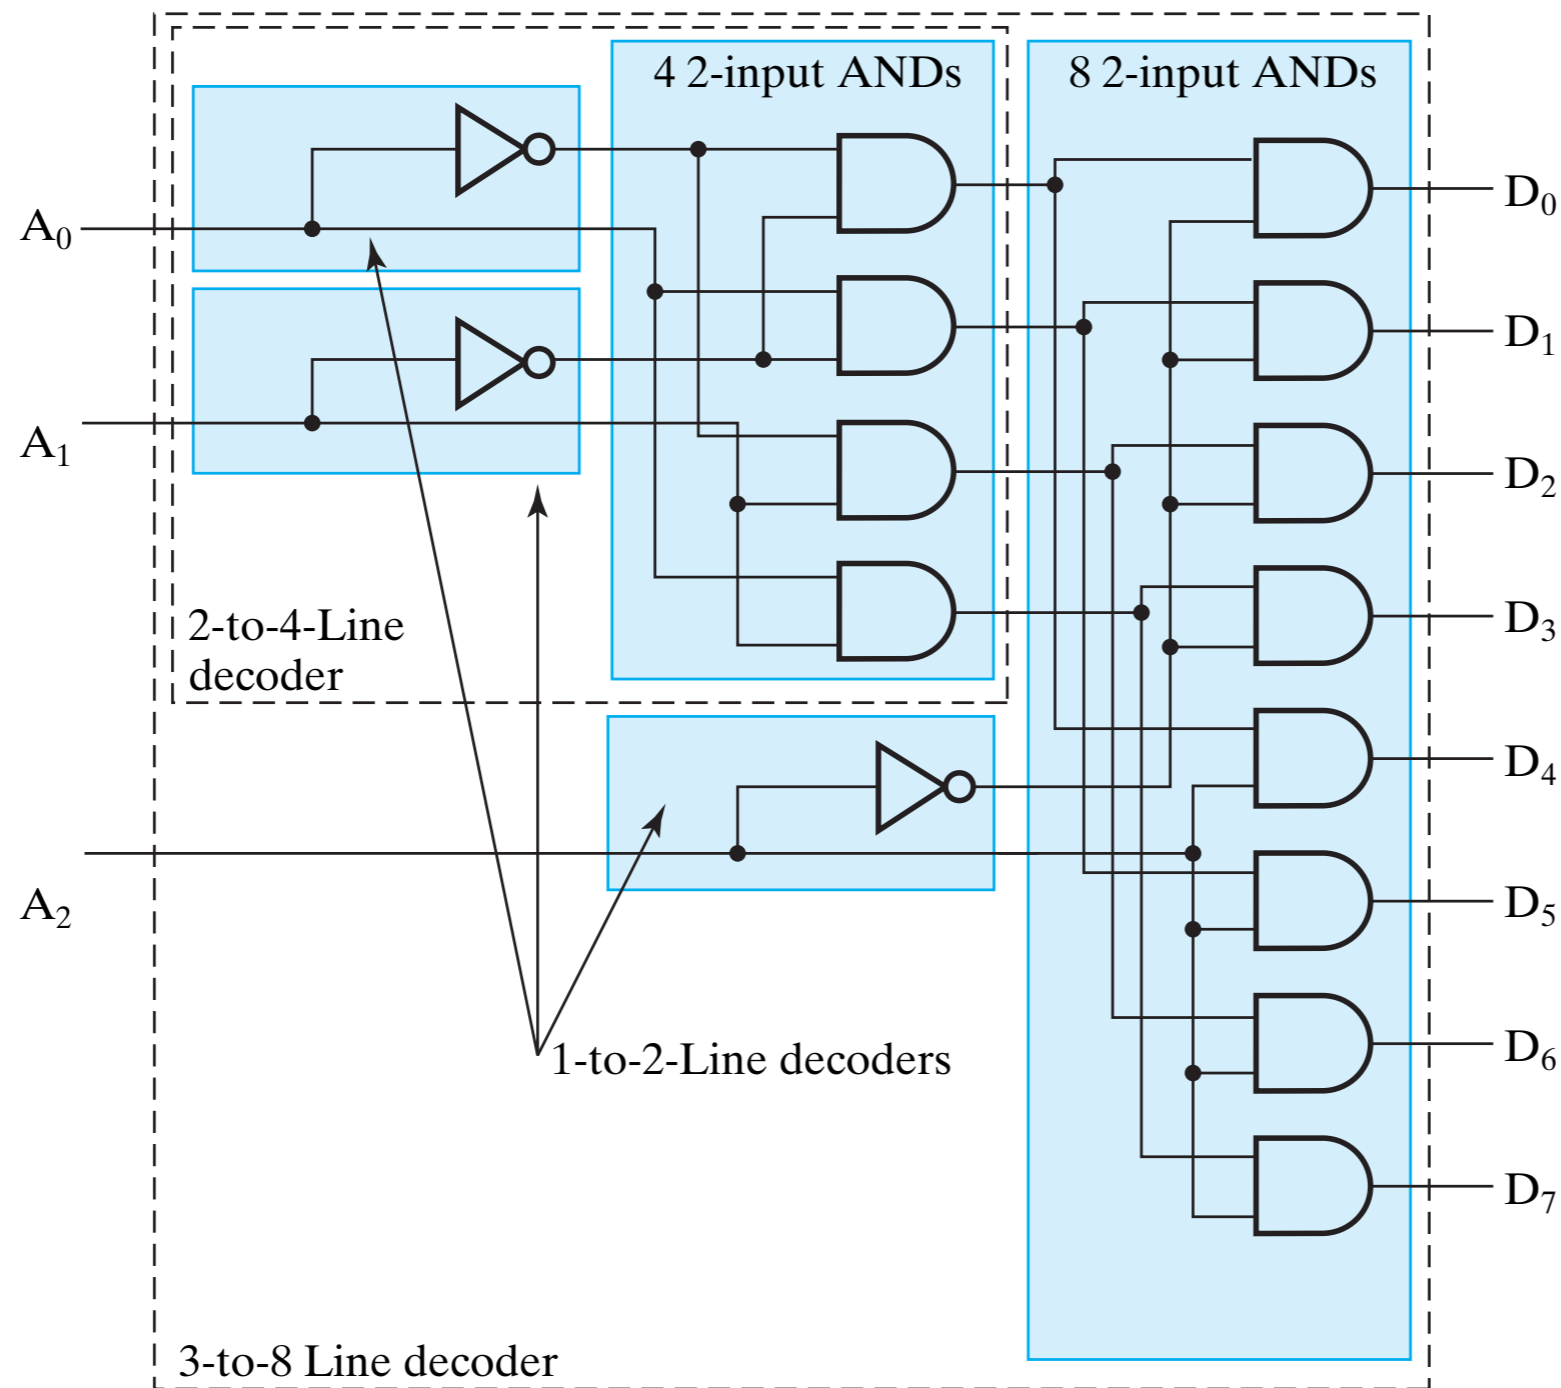 4 2-input ANDs
8 2-input ANDs
A0
A1
A2
2-to-4-Line
decoder
1-to-2-Line decoders
3-to-8 Line decoder
D0
D1
D2
D3
D4
D5
D6
D7